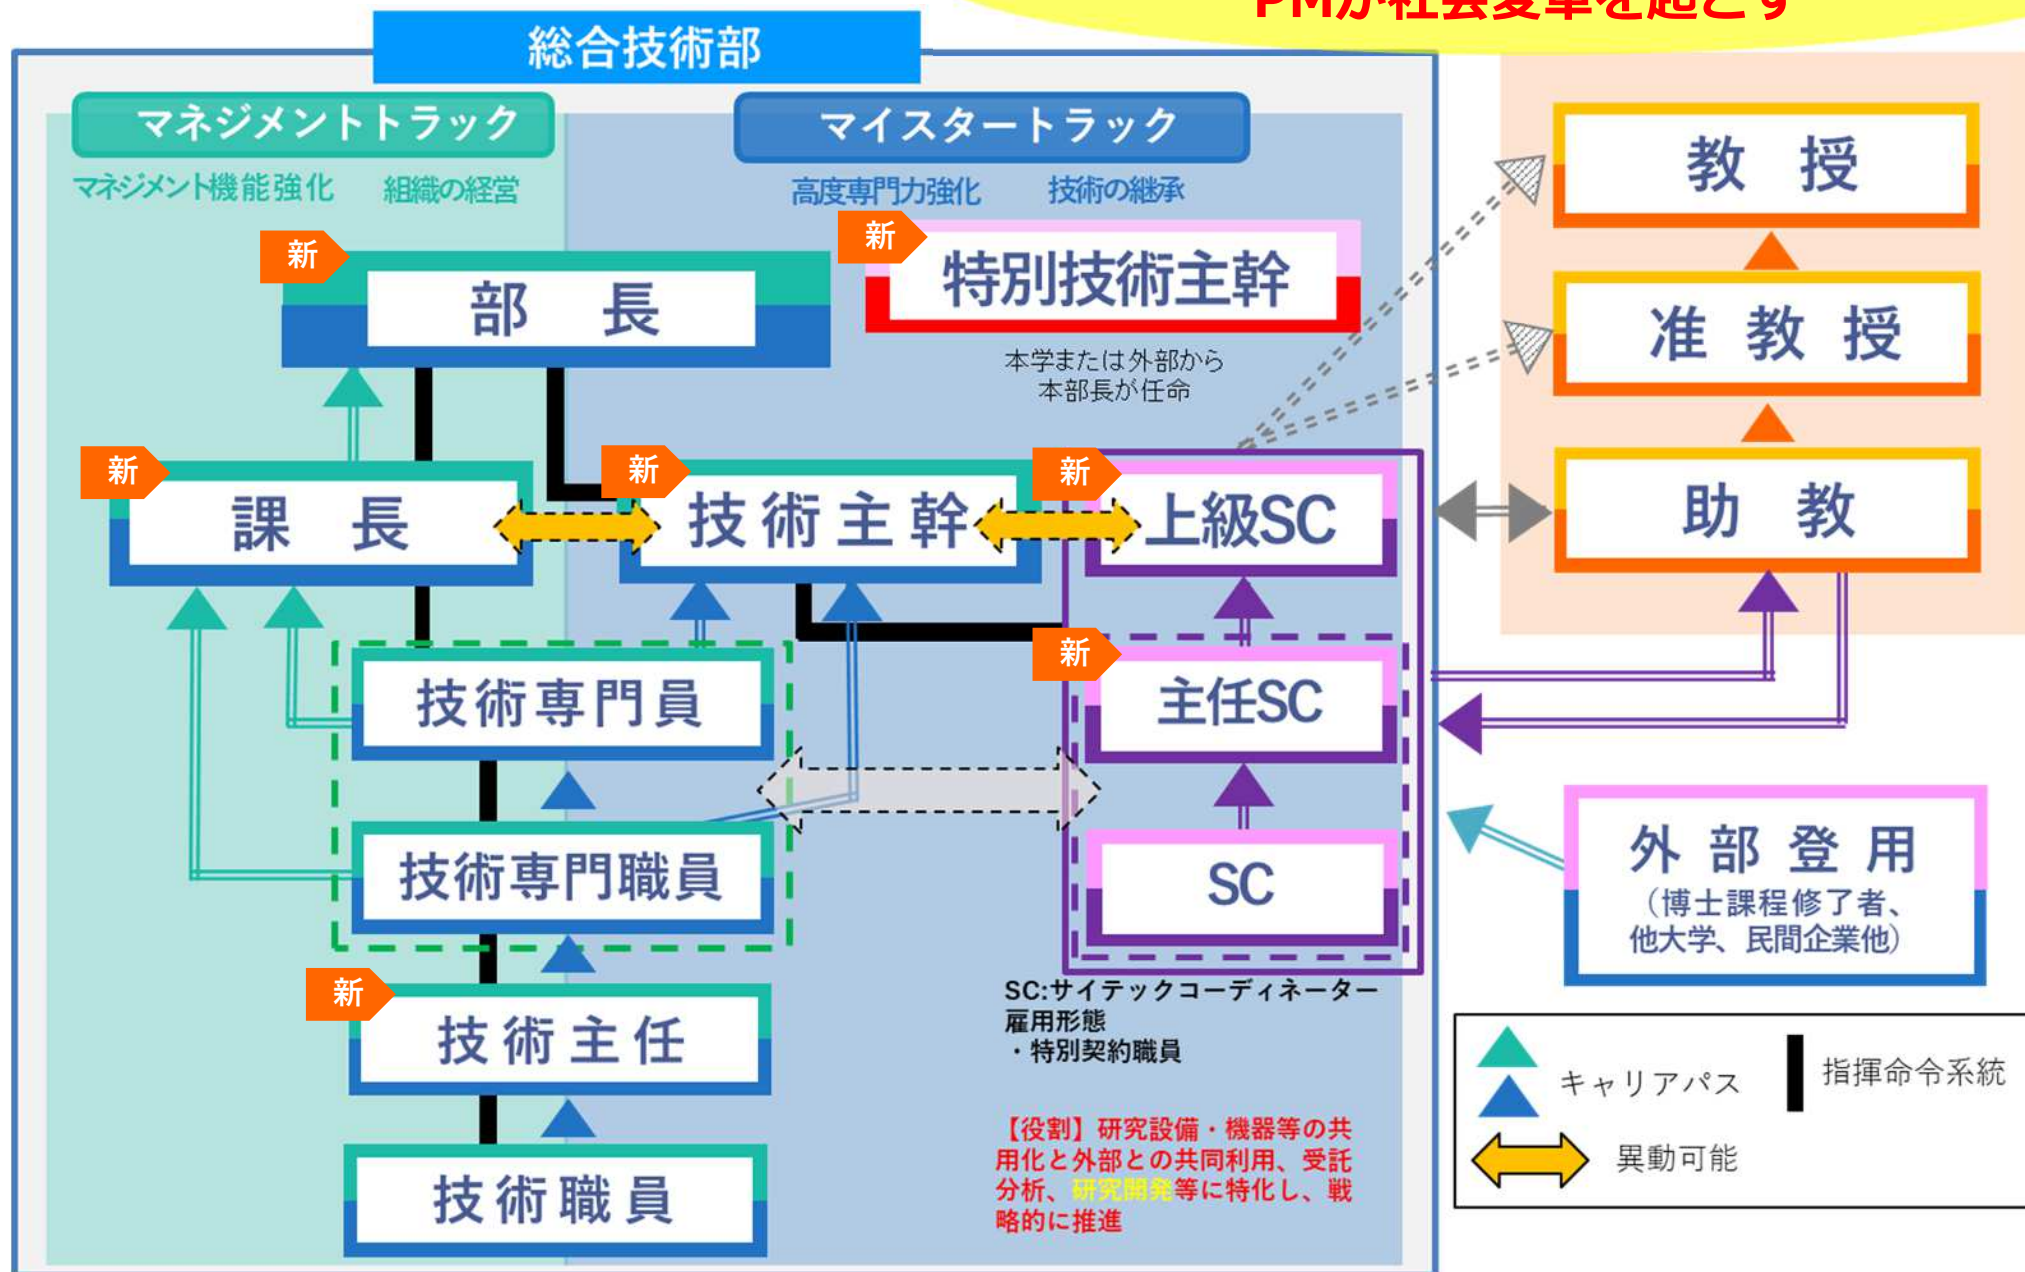 PMが社会変革を起こす
総合技術部
マネジメントトラック
マイスタートラック
マネジメント機能強化 組織の経営
高度専門力強化 技術の継承
新
部 長
新
特別技術主幹
本学または外部から
本部長が任命
新
課 長
新
技術主幹
新
上級SC
技術専門員
新
主任SC
技術専門職員
SC
新
技術主任
技術職員
SC:サイテックコーディネーター
雇用形態
・特別契約職員
【役割】研究設備・機器等の共
用化と外部との共同利用、受託
分析、研究開発等に特化し、戦
略的に推進
教 授
准 教 授
助 教
外 部 登 用
（博士課程修了者、
他大学、民間企業他）
キャリアパス
指揮命令系統
異動可能